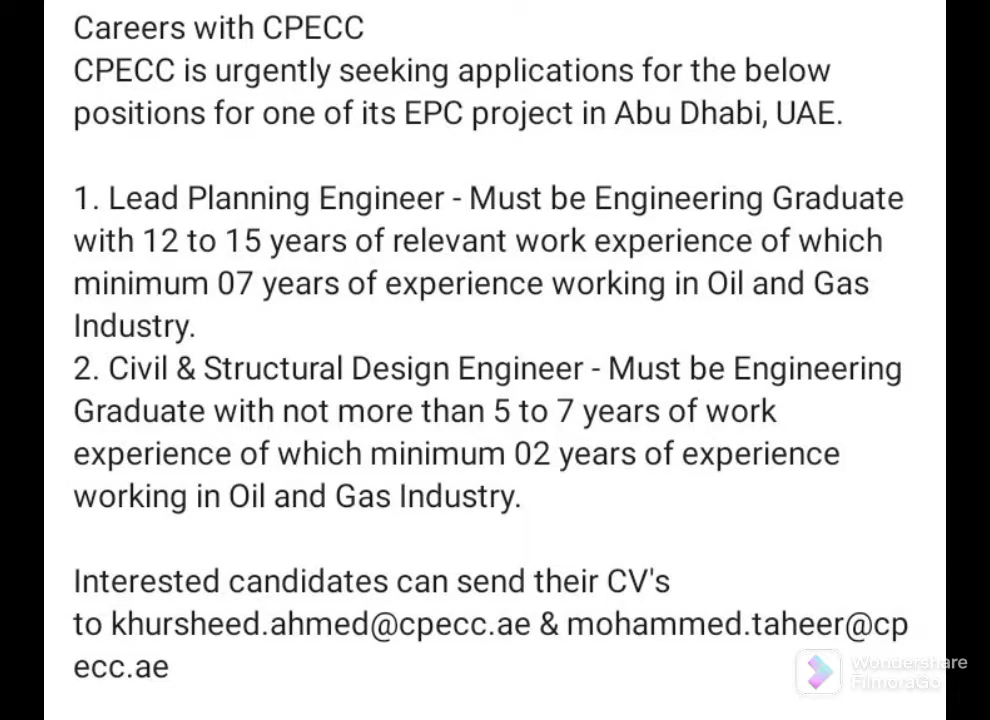 Careers with CPECC
CPECC is urgently seeking applications for the below
positions for one of its EPC project in Abu Dhabi, UAE.
1. Lead Planning Engineer - Must be Engineering Graduate
with 12 to 15 years of relevant work experience of which
minimum 07 years of experience working in Oil and Gas
Industry.
2. Civil & Structural Design Engineer - Must be Engineering
Graduate with not more than 5 to 7 years of work
experience of which minimum 02 years of experience
working in Oil and Gas Industry.
Interested candidates can send their CV's
to khursheed.ahmed@cpecc.ae & mohammed.taheer@cp
ecc.ae
Wondershare
FilmoraGo